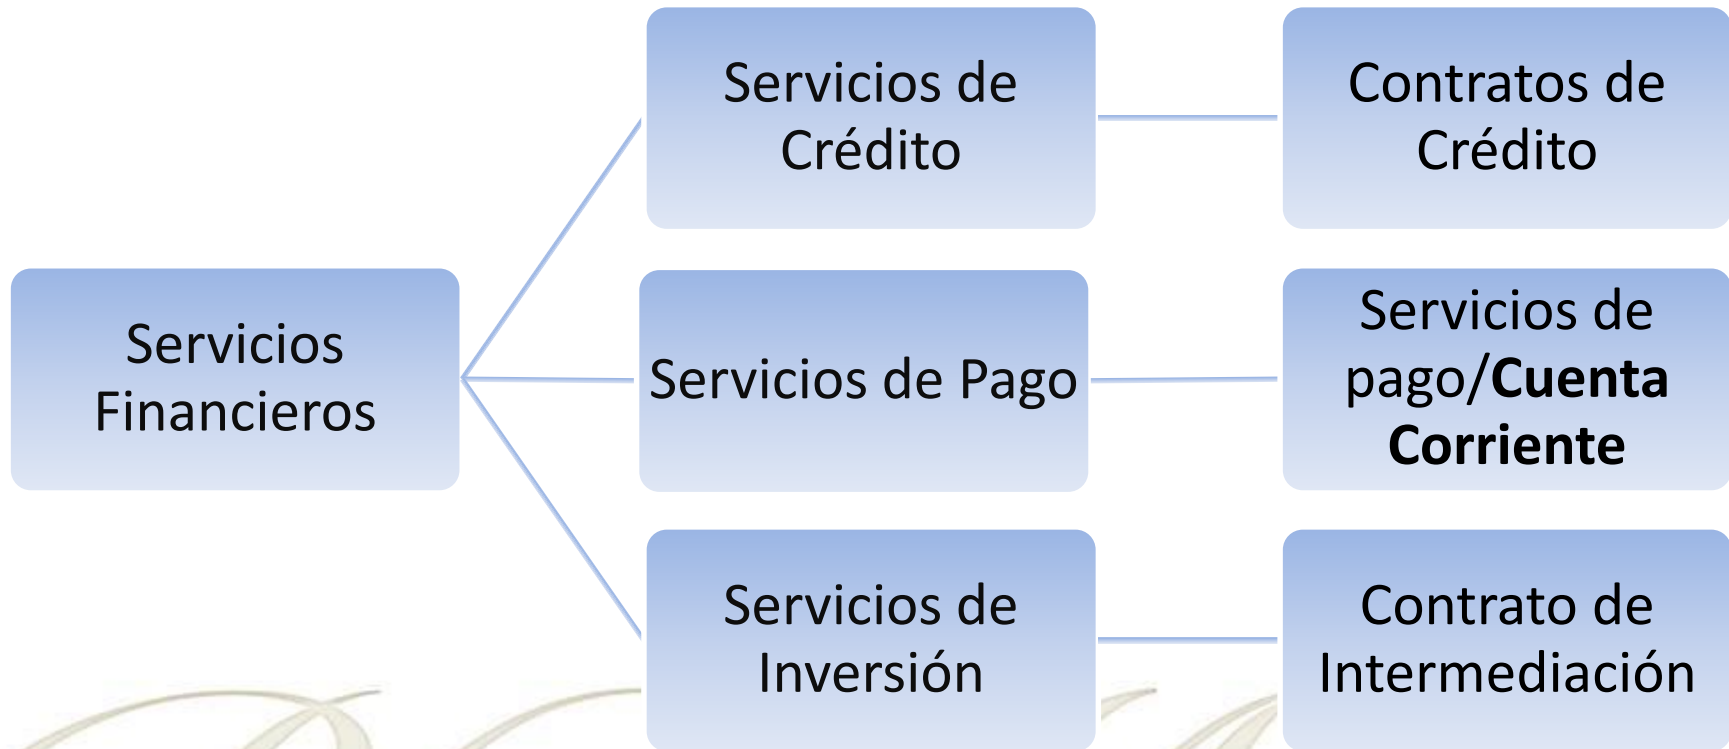 Servicios
Financieros
Servicios de
Crédito
Contratos de
Crédito
Servicios de Pago
Servicios de
pago/Cuenta
Corriente
Servicios de
Inversión
Contrato de
Intermediación